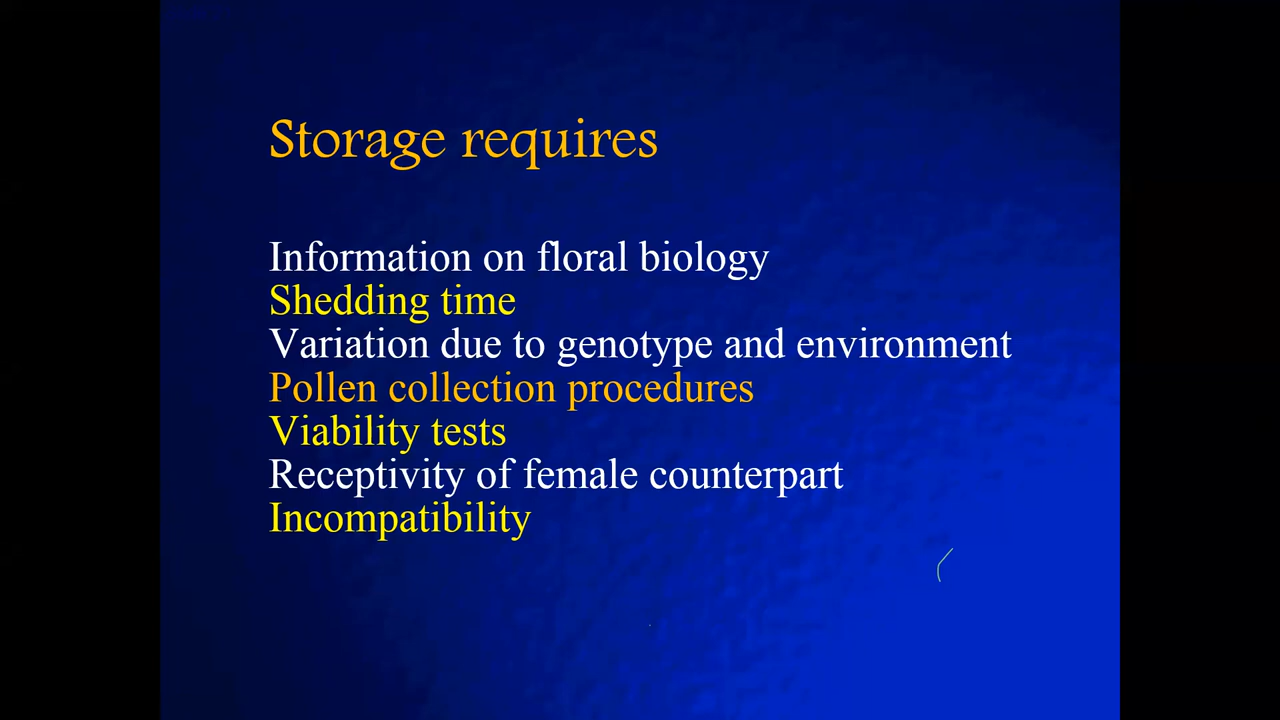 Storage requires
Information on floral biology
Shedding time
Variation due to genotype and environment
Pollen collection procedures
Viability tests
Receptivity of female counterpart
Incompatibility